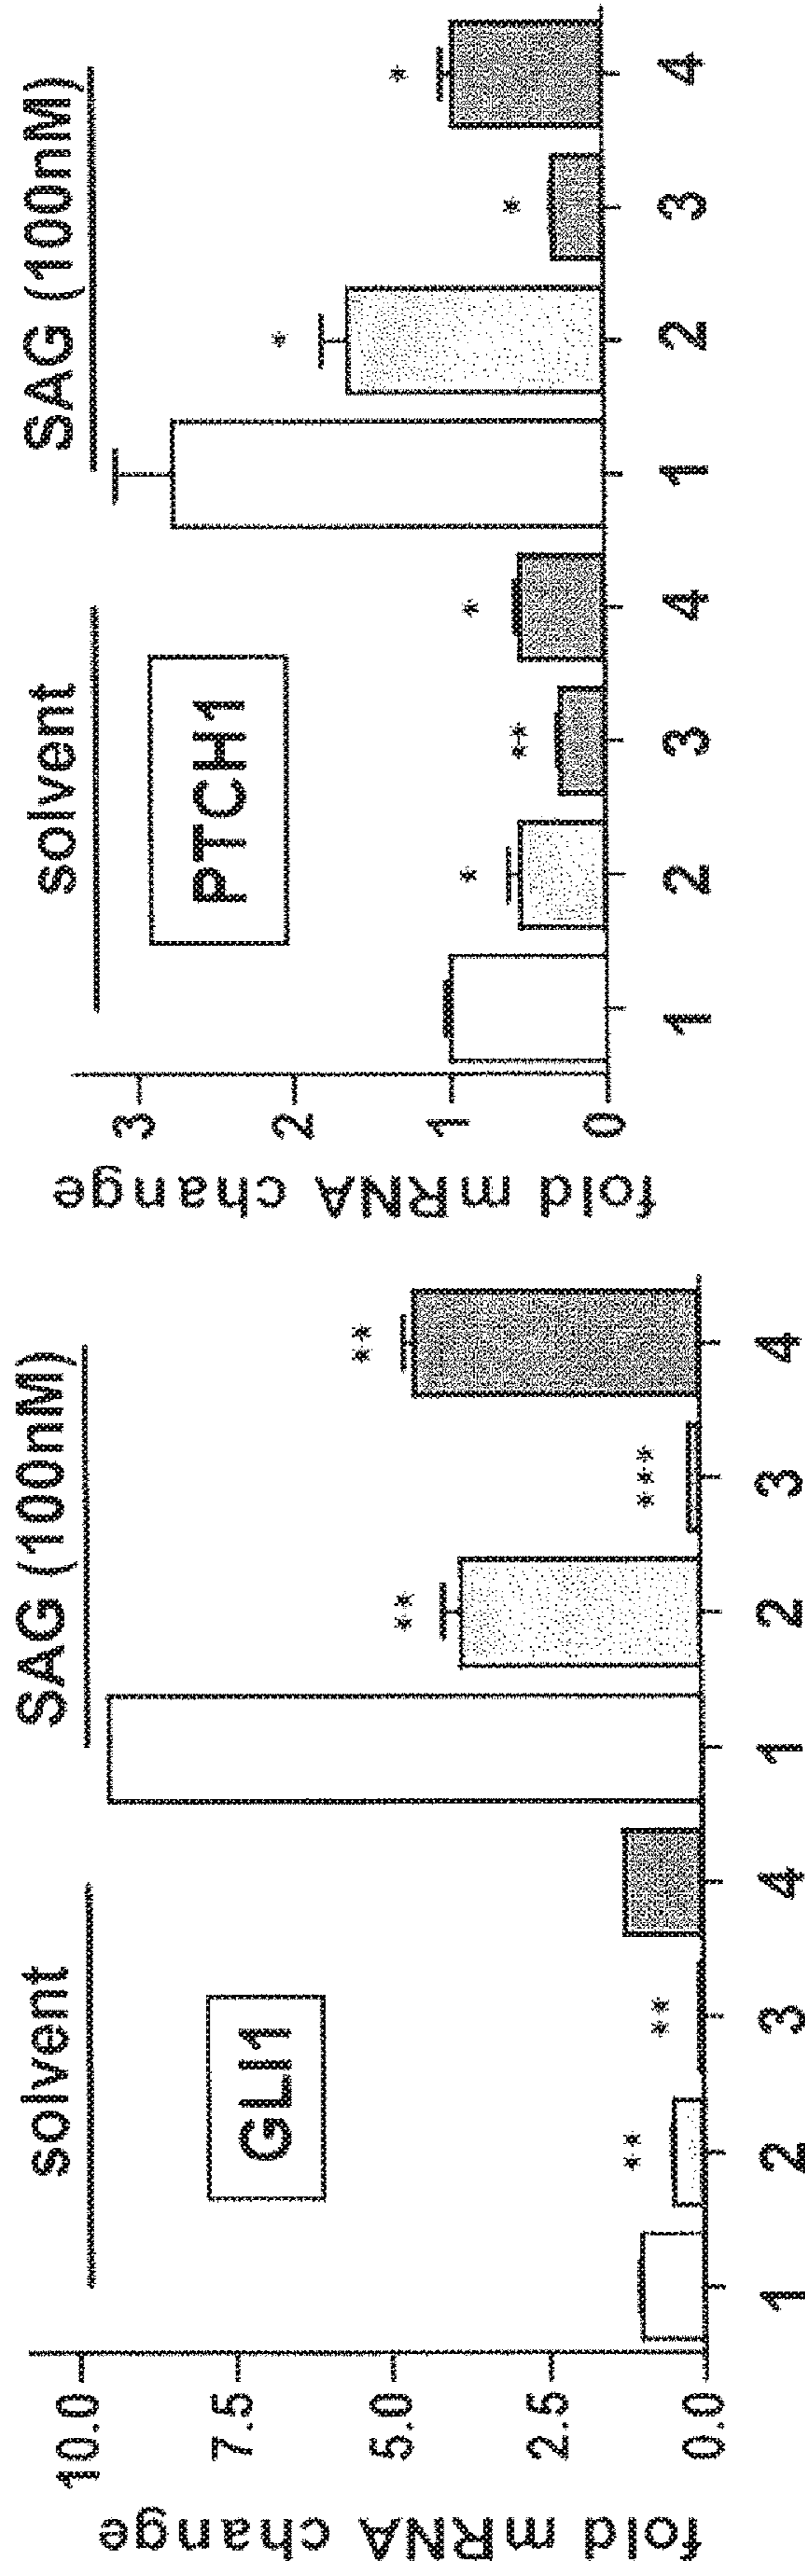 fold mRNA change
10.0
7.5
5.0
2.5
0.0
solvent
SAG (100nM)
GLI1
** ** ** *** **
1 2 3 4 1 2 3 4
fold mRNA change
3
2
1
0
solvent
SAG (100nM)
PTCH1
* ** * * * *
1 2 3 4 1 2 3 4